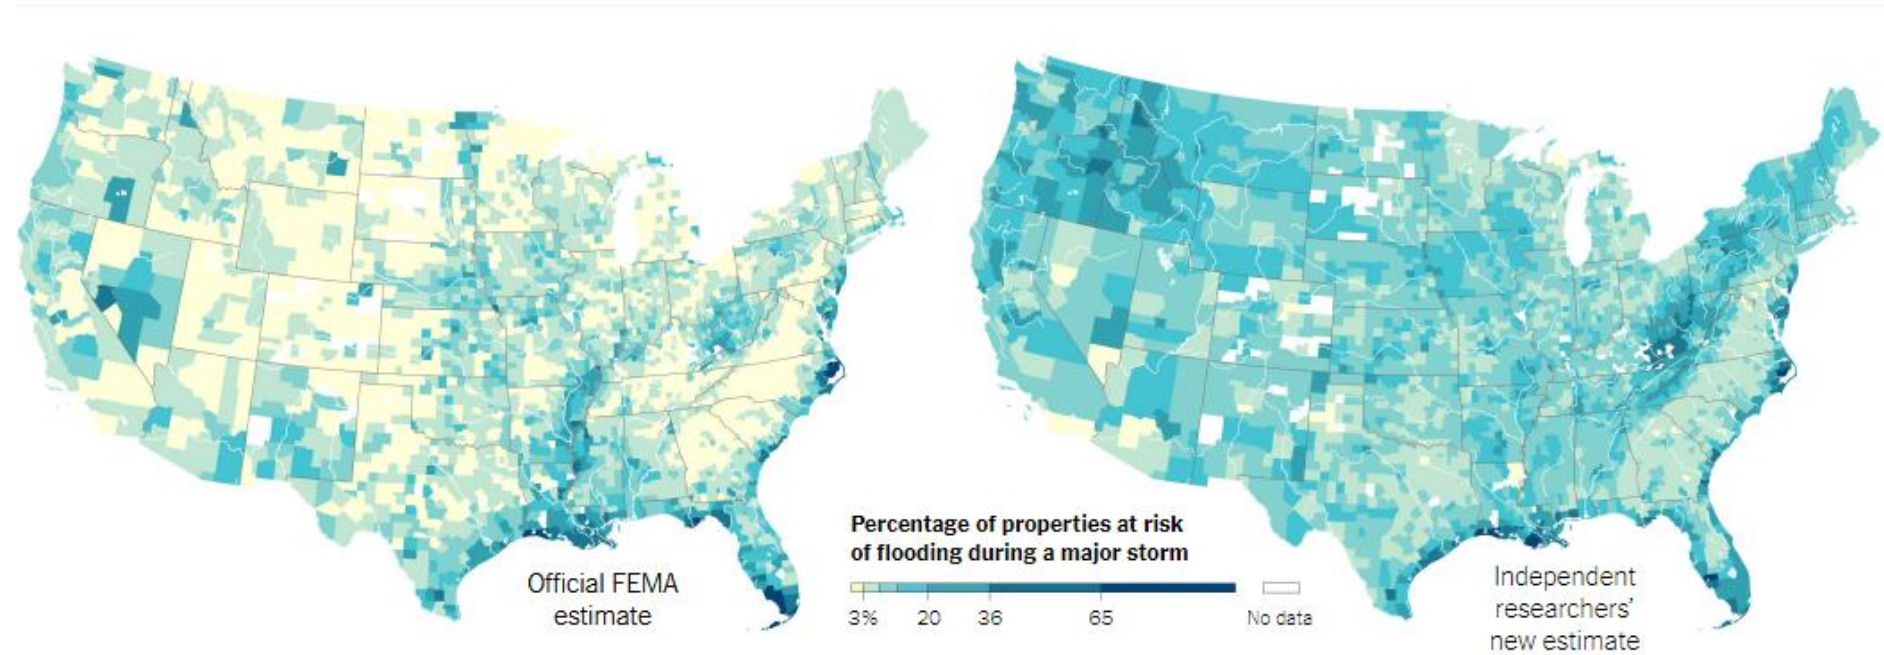 Percentage of properties at risk
of flooding during a major storm
3% 20 36 65 No data
Official FEMA
estimate
Independent
researchers’
new estimate